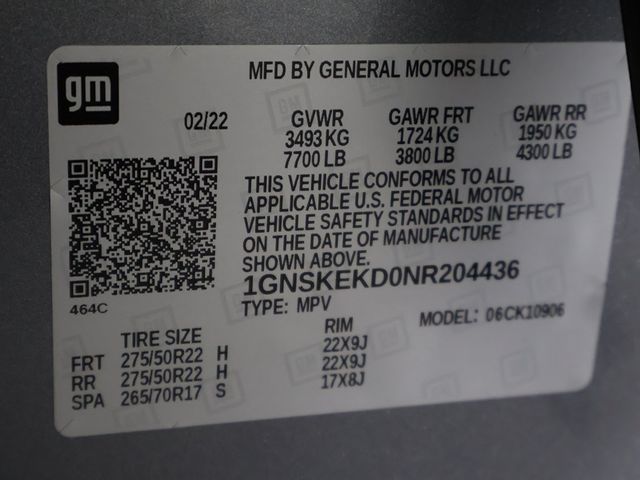 gm
MFD BY GENERAL MOTORS LLC
02/22 GVWR GAWR FRT GAWR RR
3493 KG 1724 KG 1950 KG
7700 LB 3800 LB 4300 LB
THIS VEHICLE CONFORMS TO ALL
APPLICABLE U.S. FEDERAL MOTOR
VEHICLE SAFETY STANDARDS IN EFFECT
ON THE DATE OF MANUFACTURE
SHOWN ABOVE.
1GNSKEKD0NR204436
464C
TYPE: MPV MODEL: 06CK10906
TIRE SIZE RIM
FRT 275/50R22 H 22X9J
RR 275/50R22 H 22X9J
SPA 265/70R17 S 17X8J